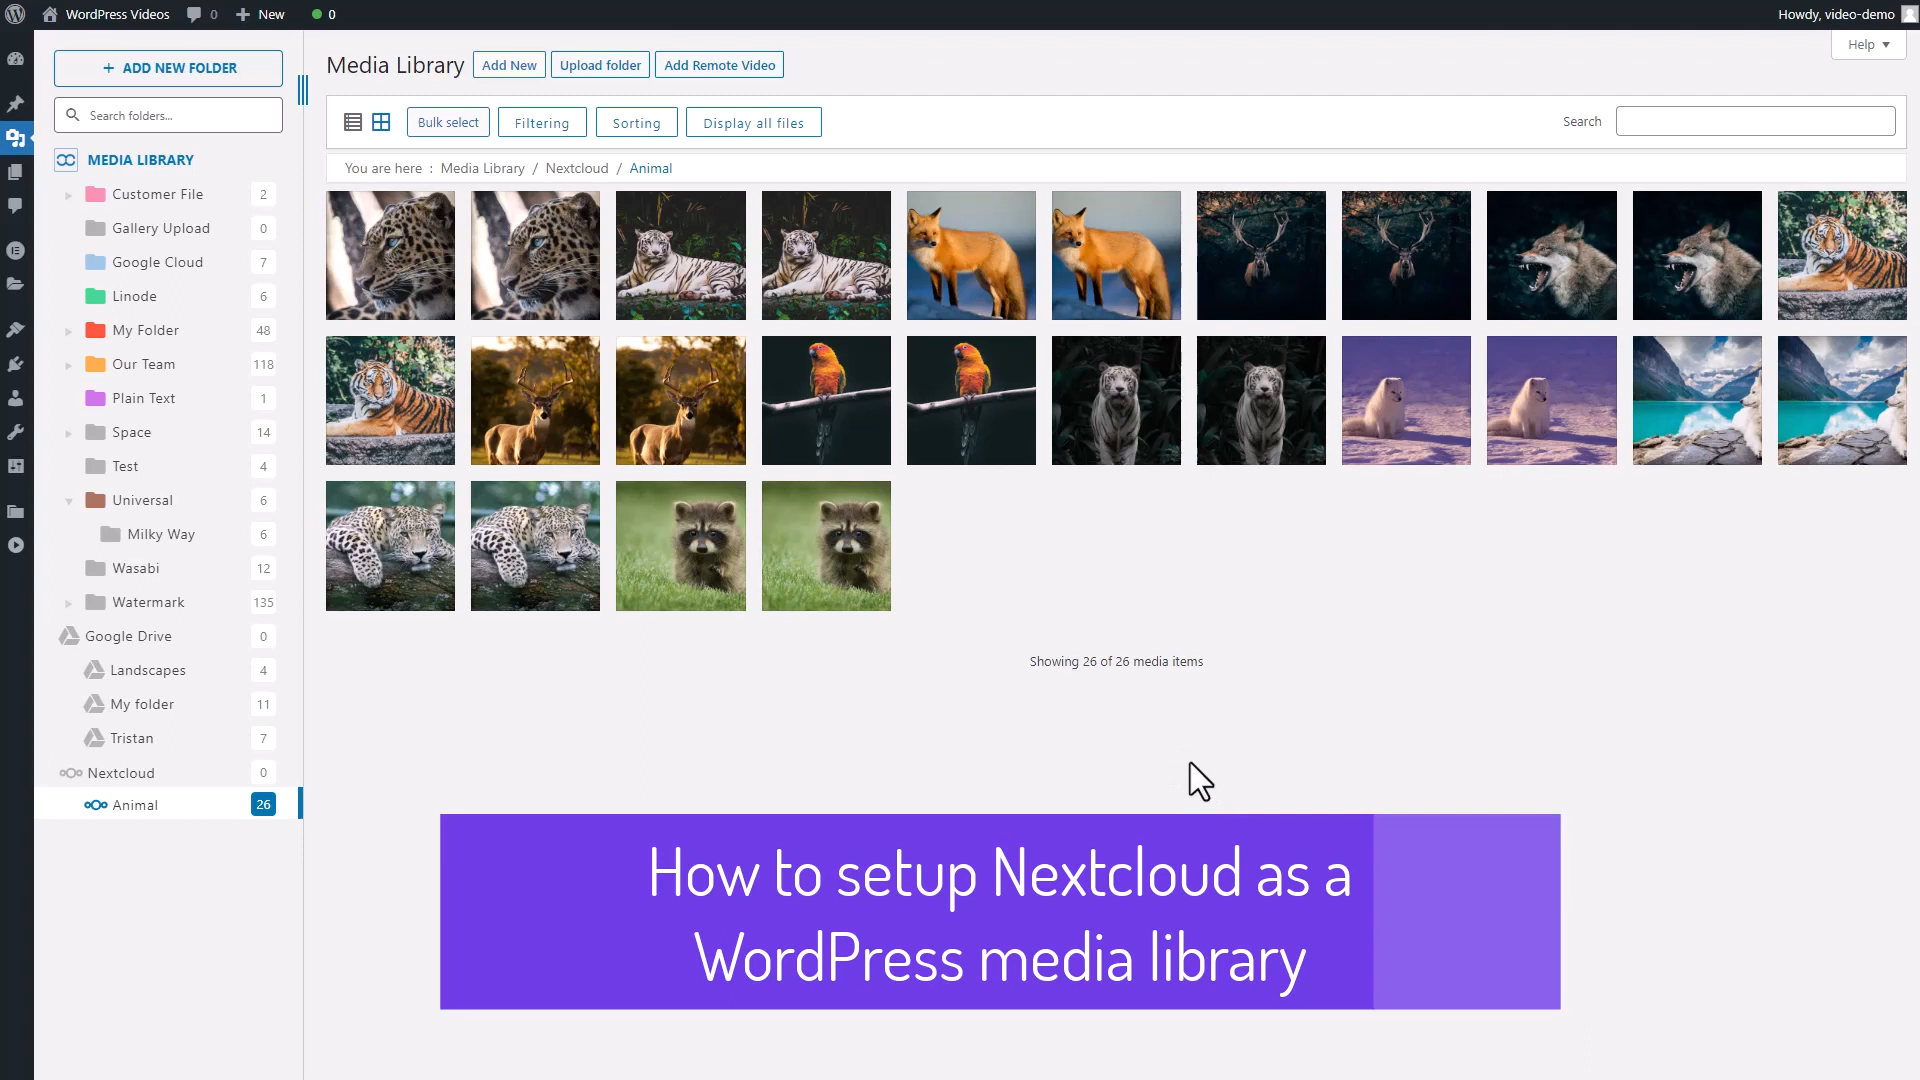 WordPress Videos
0
New
0
Howdy, video-demo
Help
ADD NEW FOLDER
Search folders...
MEDIA LIBRARY
Customer File 2
Gallery Upload 0
Google Cloud 7
Linode 6
My Folder 48
Our Team 118
Plain Text 1
Space 14
Test 4
Universal 6
Milky Way 6
Wasabi 12
Watermark 135
Google Drive 0
Landscapes 4
My folder 11
Tristan 7
Nextcloud 0
Animal 26
Media Library
Add New
Upload folder
Add Remote Video
Bulk select
Filtering
Sorting
Display all files
Search
You are here : Media Library / Nextcloud / Animal
Showing 26 of 26 media items
How to setup Nextcloud as a
WordPress media library